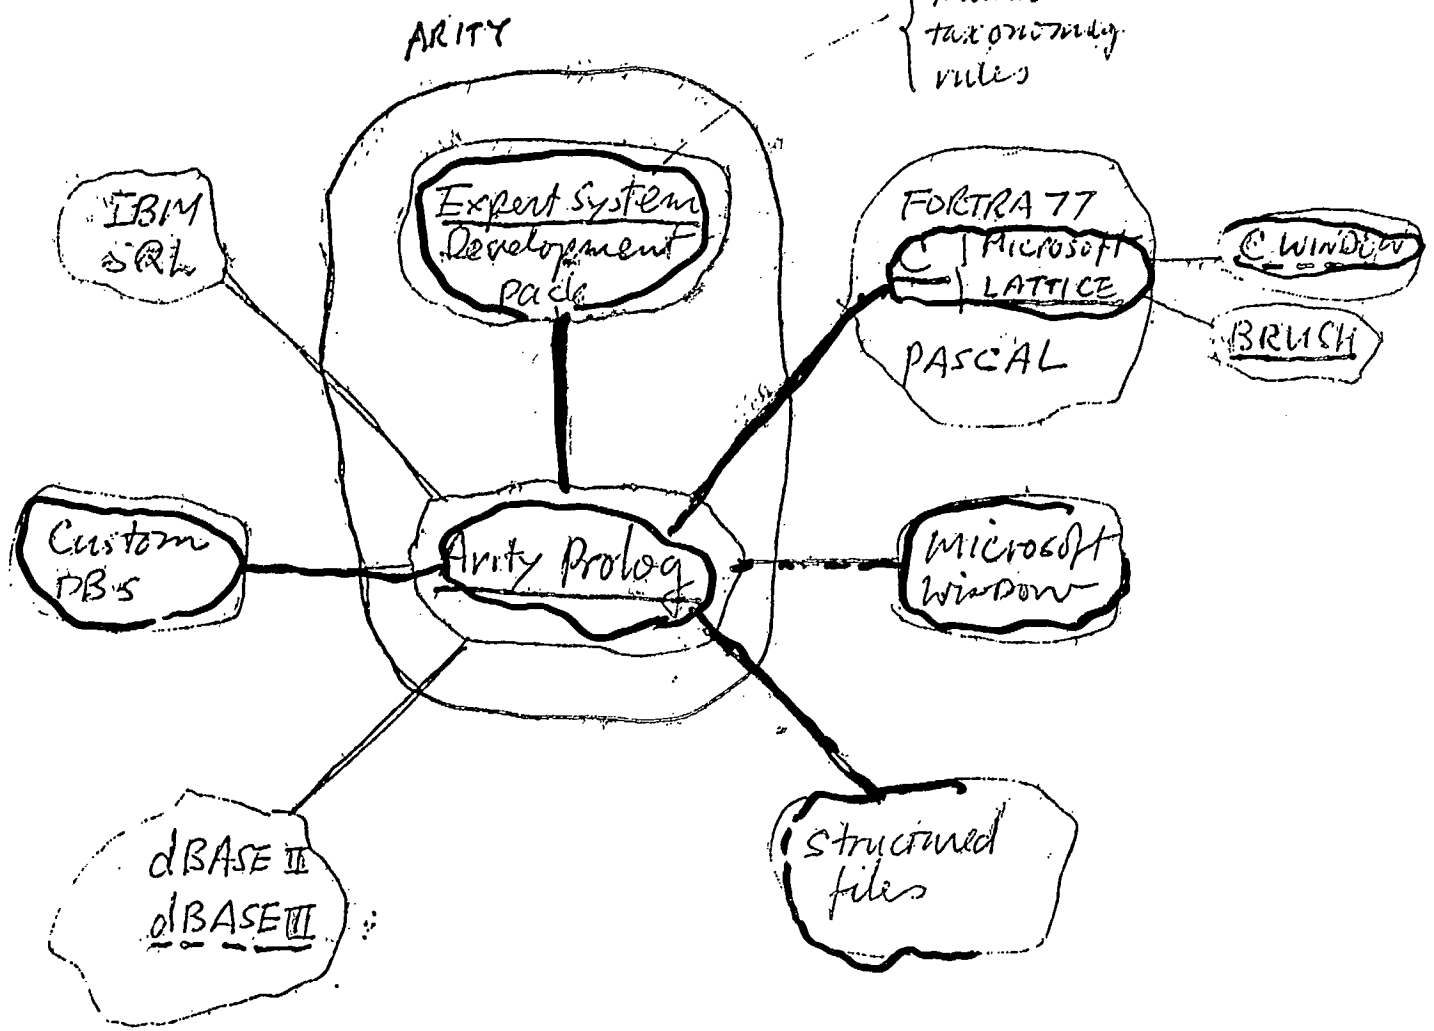 ARITY
taxonomy
rules
IBM
SQL
Expert System
Development
pack
FORTRA 77
C | MICROSOFT
LATTICE
PASCAL
C WINDOW
BRUSH
Custom
DB's
Arity Prolog
MICROSOFT
WINDOW
dBASE II
dBASE III
structured
files